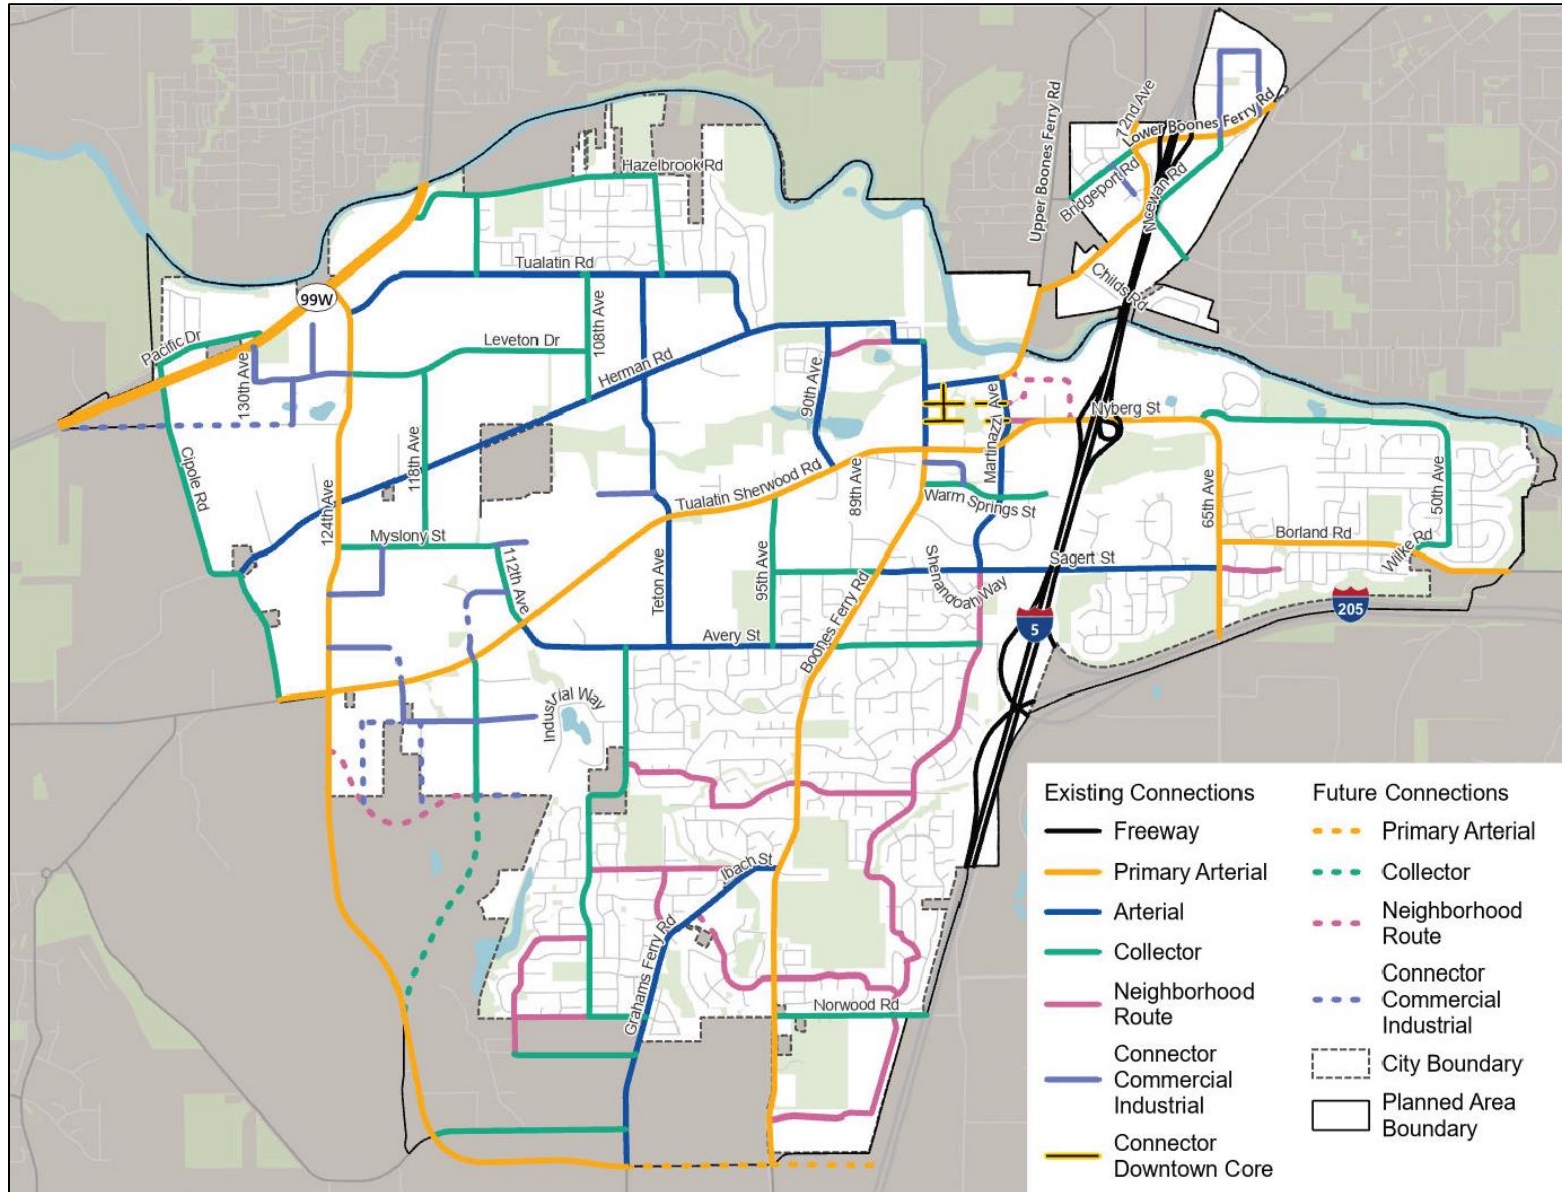 Upper Boones Ferry Rd
72nd Ave
Lower Boones Ferry Rd
Bridgeport Rd
Mcewan Rd
Childs Rd
Hazelbrook Rd
Tualatin Rd
99W
108th Ave
Pacific Dr
Leveton Dr
Herman Rd
130th Ave
90th Ave
Martinazzi Ave
Nyberg St
Cipole Rd
118th Ave
Tualatin Sherwood Rd
89th Ave
Warm Springs St
65th Ave
50th Ave
124th Ave
Myslony St
112th Ave
Teton Ave
95th Ave
Boones Ferry Rd
Shenandoah Way
Sagert St
Borland Rd
Wilke Rd
5
205
Avery St
Industrial Way
Ibach St
Grahams Ferry Rd
Norwood Rd
Existing Connections
Freeway
Primary Arterial
Arterial
Collector
Neighborhood
Route
Connector
Commercial
Industrial
Connector
Downtown Core
Future Connections
Primary Arterial
Collector
Neighborhood
Route
Connector
Commercial
Industrial
City Boundary
Planned Area
Boundary